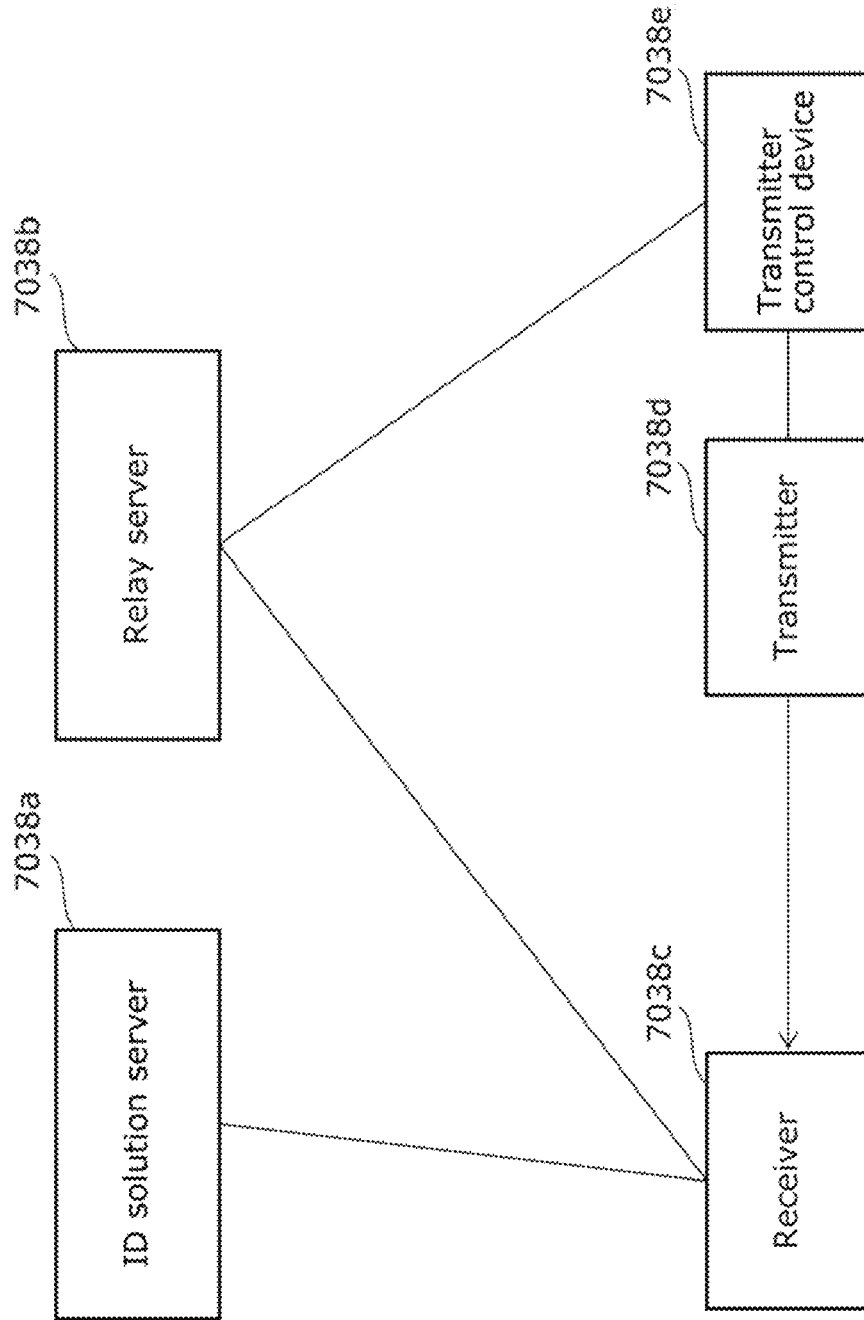 7038a
ID solution server
7038b
Relay server
7038c
Receiver
7038d
Transmitter
7038e
Transmitter
control device